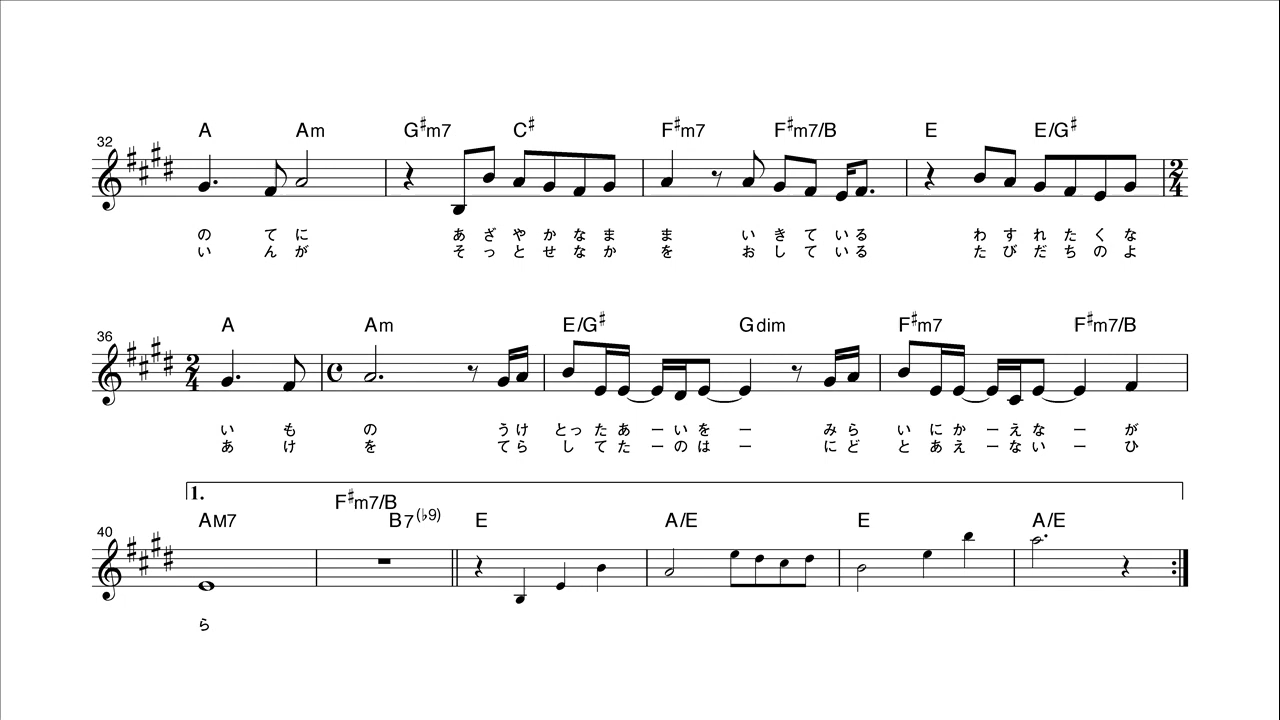 A Am G♯m7 C♯ F♯m7 F♯m7/B E E/G♯
32
2/4
の て に あ ざ や か な ま ま い き て い る わ す れ た く な
い ん が そ っ と せ な か を お し て い る た び だ ち の よ
A Am E/G♯ Gdim F♯m7 F♯m7/B
36
2/4 C
い も の う け とっ た あ ー い を ー み ら い に か ー え な ー が
あ け を て ら し て た ー の は ー に ど と あ え ー な い ー ひ
1.
F♯m7/B
AM7 B7(♭9) E A/E E A/E
40
ら